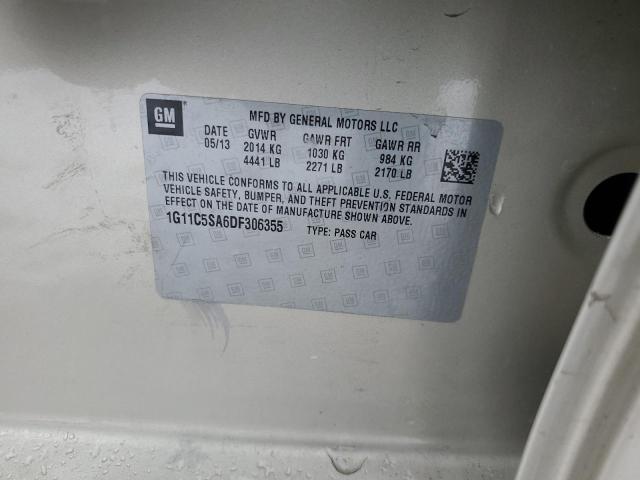 GM
MFD BY GENERAL MOTORS LLC
DATE GVWR GAWR FRT GAWR RR
05/13 2014 KG 1030 KG 984 KG
4441 LB 2271 LB 2170 LB
THIS VEHICLE CONFORMS TO ALL APPLICABLE U.S. FEDERAL MOTOR
VEHICLE SAFETY, BUMPER, AND THEFT PREVENTION STANDARDS IN
EFFECT ON THE DATE OF MANUFACTURE SHOWN ABOVE.
1G11C5SA6DF306355 TYPE: PASS CAR